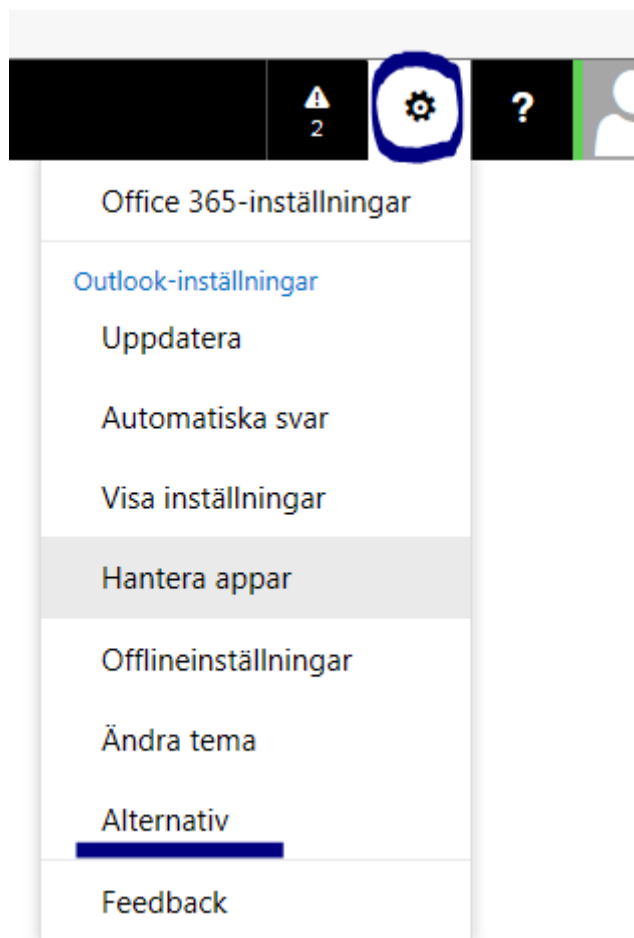 2
?
Office 365-inställningar
Outlook-inställningar
Uppdatera
Automatiska svar
Visa inställningar
Hantera appar
Offlineinställningar
Ändra tema
Alternativ
Feedback